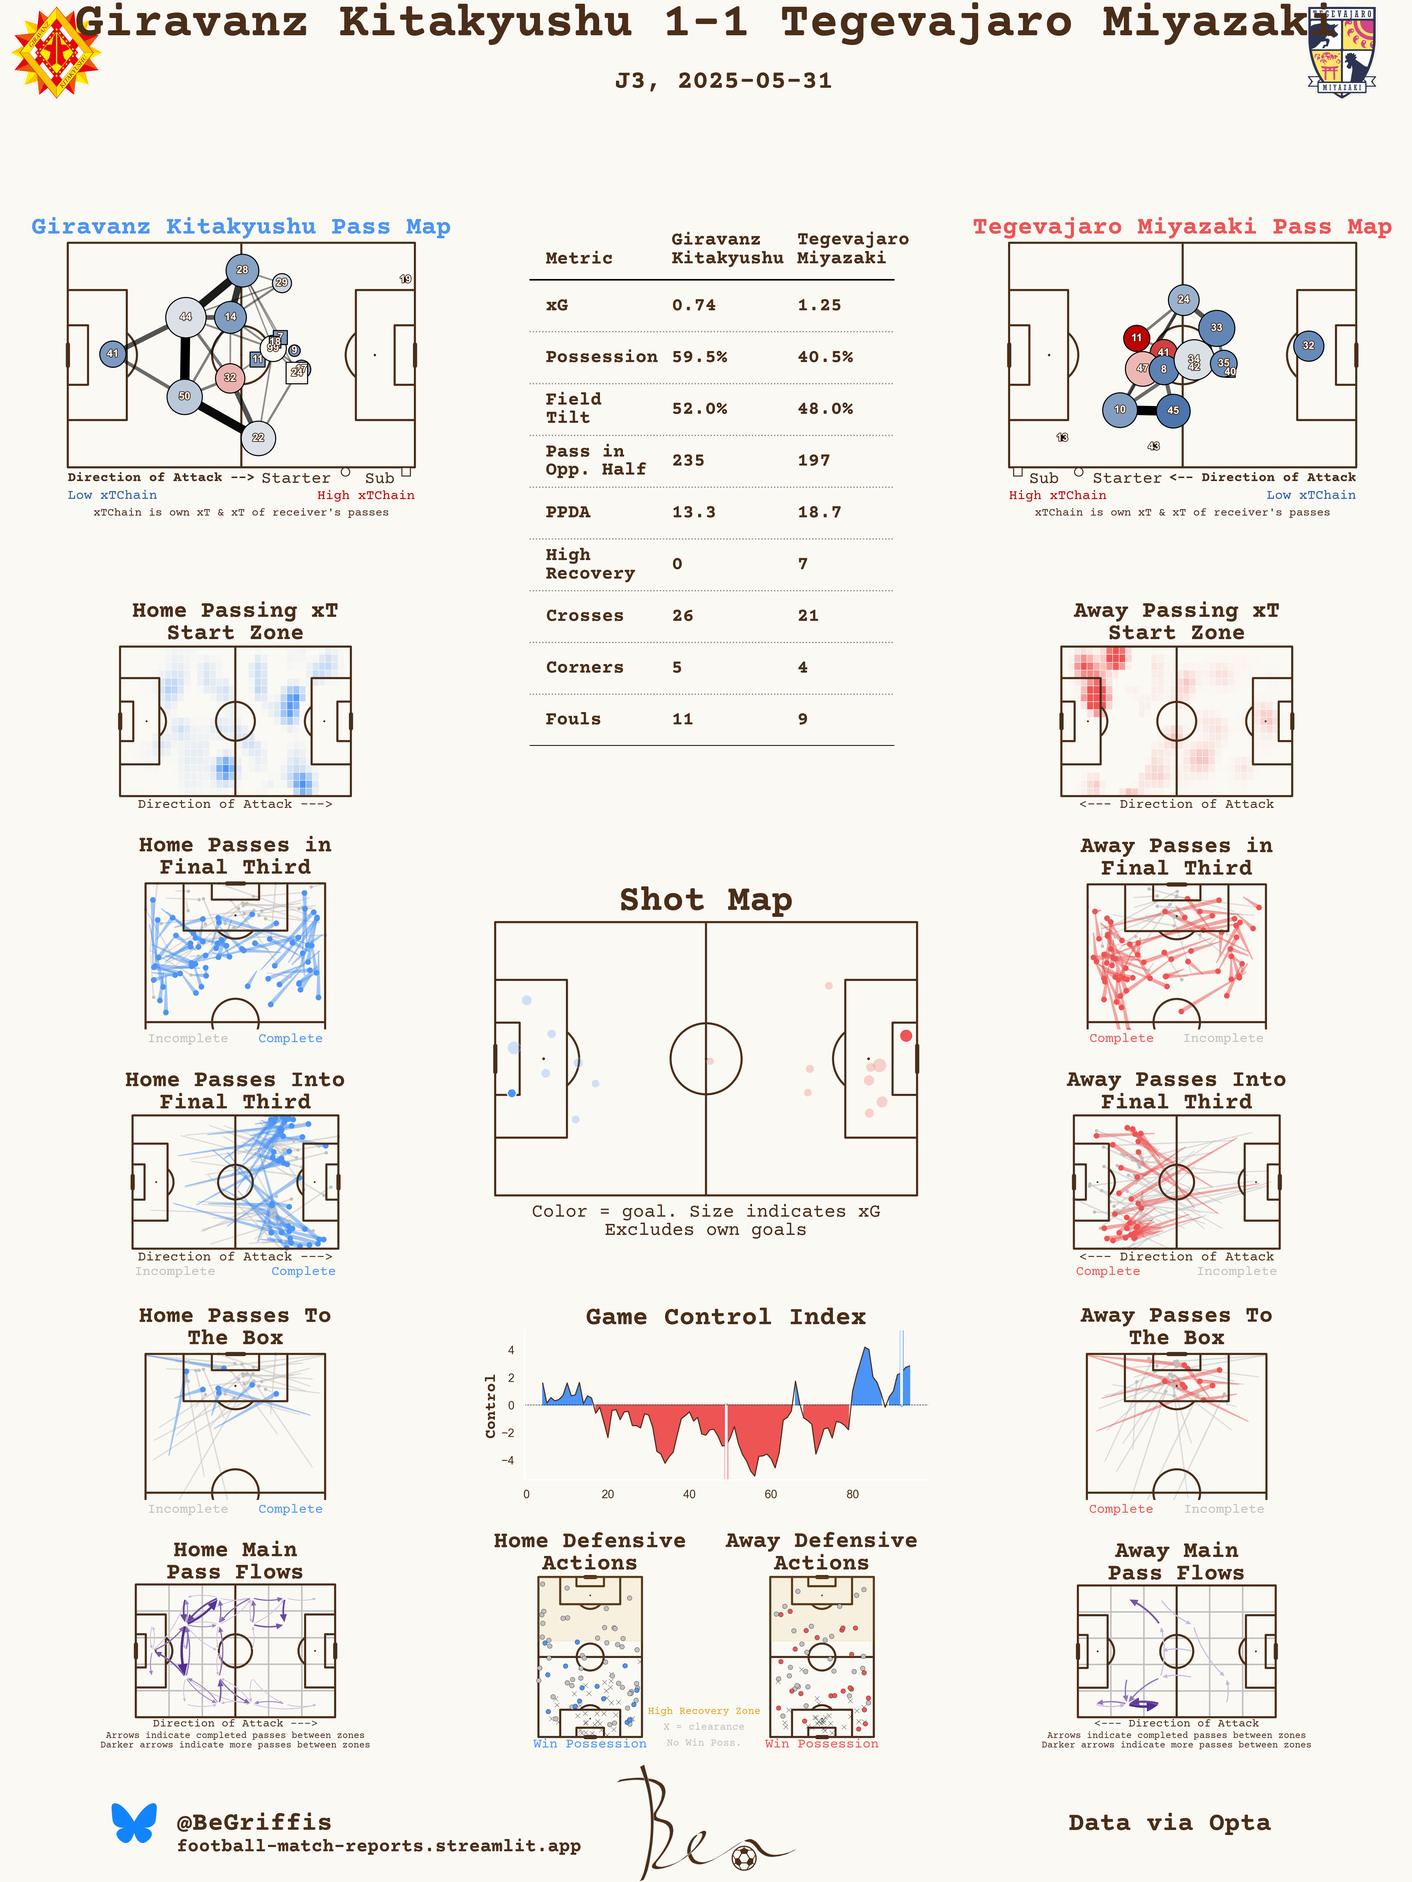 Giravanz Kitakyushu 1-1 Tegevajaro Miyazaki
J3, 2025-05-31
GIRAVANZ
KITAKYUSHU
TEGEVAJARO
MIYAZAKI
Giravanz Kitakyushu Pass Map
28
29
19
44
14
7
18
99
9
11
41
24
32
50
22
Direction of Attack --> Starter Sub
Low xTChain High xTChain
xTChain is own xT & xT of receiver's passes
Metric Giravanz Kitakyushu Tegevajaro Miyazaki
xG 0.74 1.25
Possession 59.5% 40.5%
Field Tilt 52.0% 48.0%
Pass in Opp. Half 235 197
PPDA 13.3 18.7
High Recovery 0 7
Crosses 26 21
Corners 5 4
Fouls 11 9
Tegevajaro Miyazaki Pass Map
24
33
11
32
41
34
42
35
40
47
8
10
45
13
43
Sub Starter <-- Direction of Attack
High xTChain Low xTChain
xTChain is own xT & xT of receiver's passes
Home Passing xT
Start Zone
Direction of Attack --->
Away Passing xT
Start Zone
<--- Direction of Attack
Home Passes in
Final Third
Incomplete Complete
Away Passes in
Final Third
Complete Incomplete
Shot Map
Color = goal. Size indicates xG
Excludes own goals
Home Passes Into
Final Third
Direction of Attack --->
Incomplete Complete
Away Passes Into
Final Third
<--- Direction of Attack
Complete Incomplete
Home Passes To
The Box
Incomplete Complete
Game Control Index
Control
4
2
0
−2
−4
0 20 40 60 80
Away Passes To
The Box
Complete Incomplete
Home Main
Pass Flows
Direction of Attack --->
Arrows indicate completed passes between zones
Darker arrows indicate more passes between zones
Home Defensive
Actions
Win Possession
Away Defensive
Actions
Win Possession
High Recovery Zone
X = clearance
No Win Poss.
Away Main
Pass Flows
<--- Direction of Attack
Arrows indicate completed passes between zones
Darker arrows indicate more passes between zones
@BeGriffis
football-match-reports.streamlit.app
Ben
Data via Opta